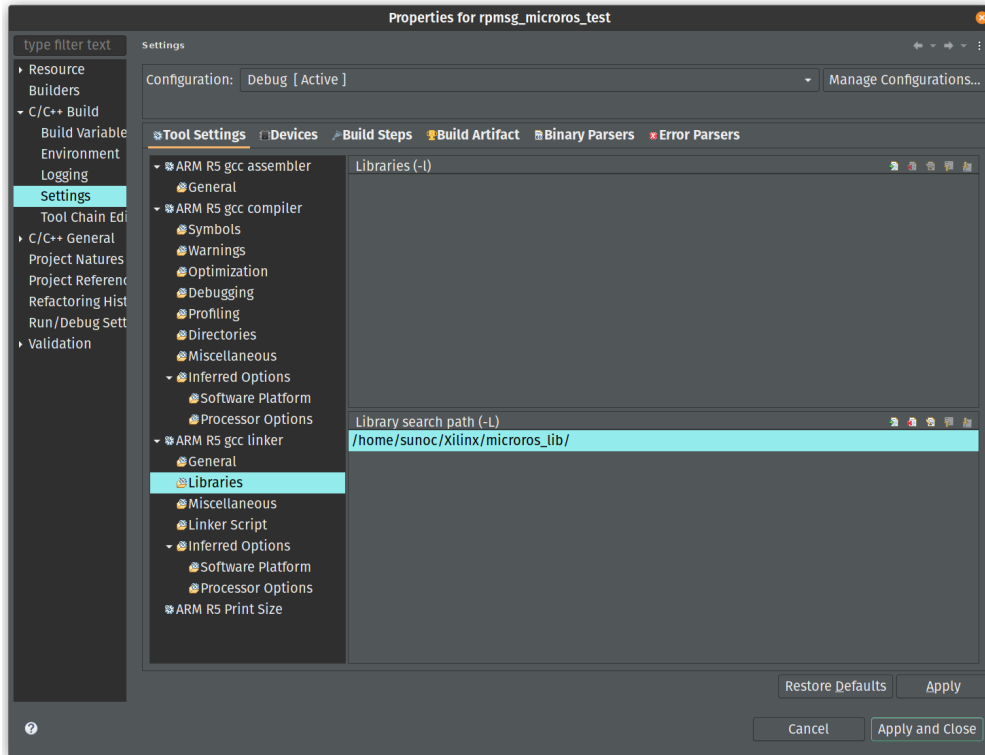 Properties for rpmsg_microros_test
type filter text
Resource
Builders
C/C++ Build
Build Variable
Environment
Logging
Settings
Tool Chain Edi
C/C++ General
Project Natures
Project Referenc
Refactoring Hist
Run/Debug Sett
Validation
Settings
Configuration: Debug [ Active ]
Manage Configurations...
Tool Settings Devices Build Steps Build Artifact Binary Parsers Error Parsers
ARM R5 gcc assembler
General
ARM R5 gcc compiler
Symbols
Warnings
Optimization
Debugging
Profiling
Directories
Miscellaneous
Inferred Options
Software Platform
Processor Options
ARM R5 gcc linker
General
Libraries
Miscellaneous
Linker Script
Inferred Options
Software Platform
Processor Options
ARM R5 Print Size
Libraries (-l)
Library search path (-L)
/home/sunoc/Xilinx/microros_lib/
Restore Defaults Apply
Cancel Apply and Close